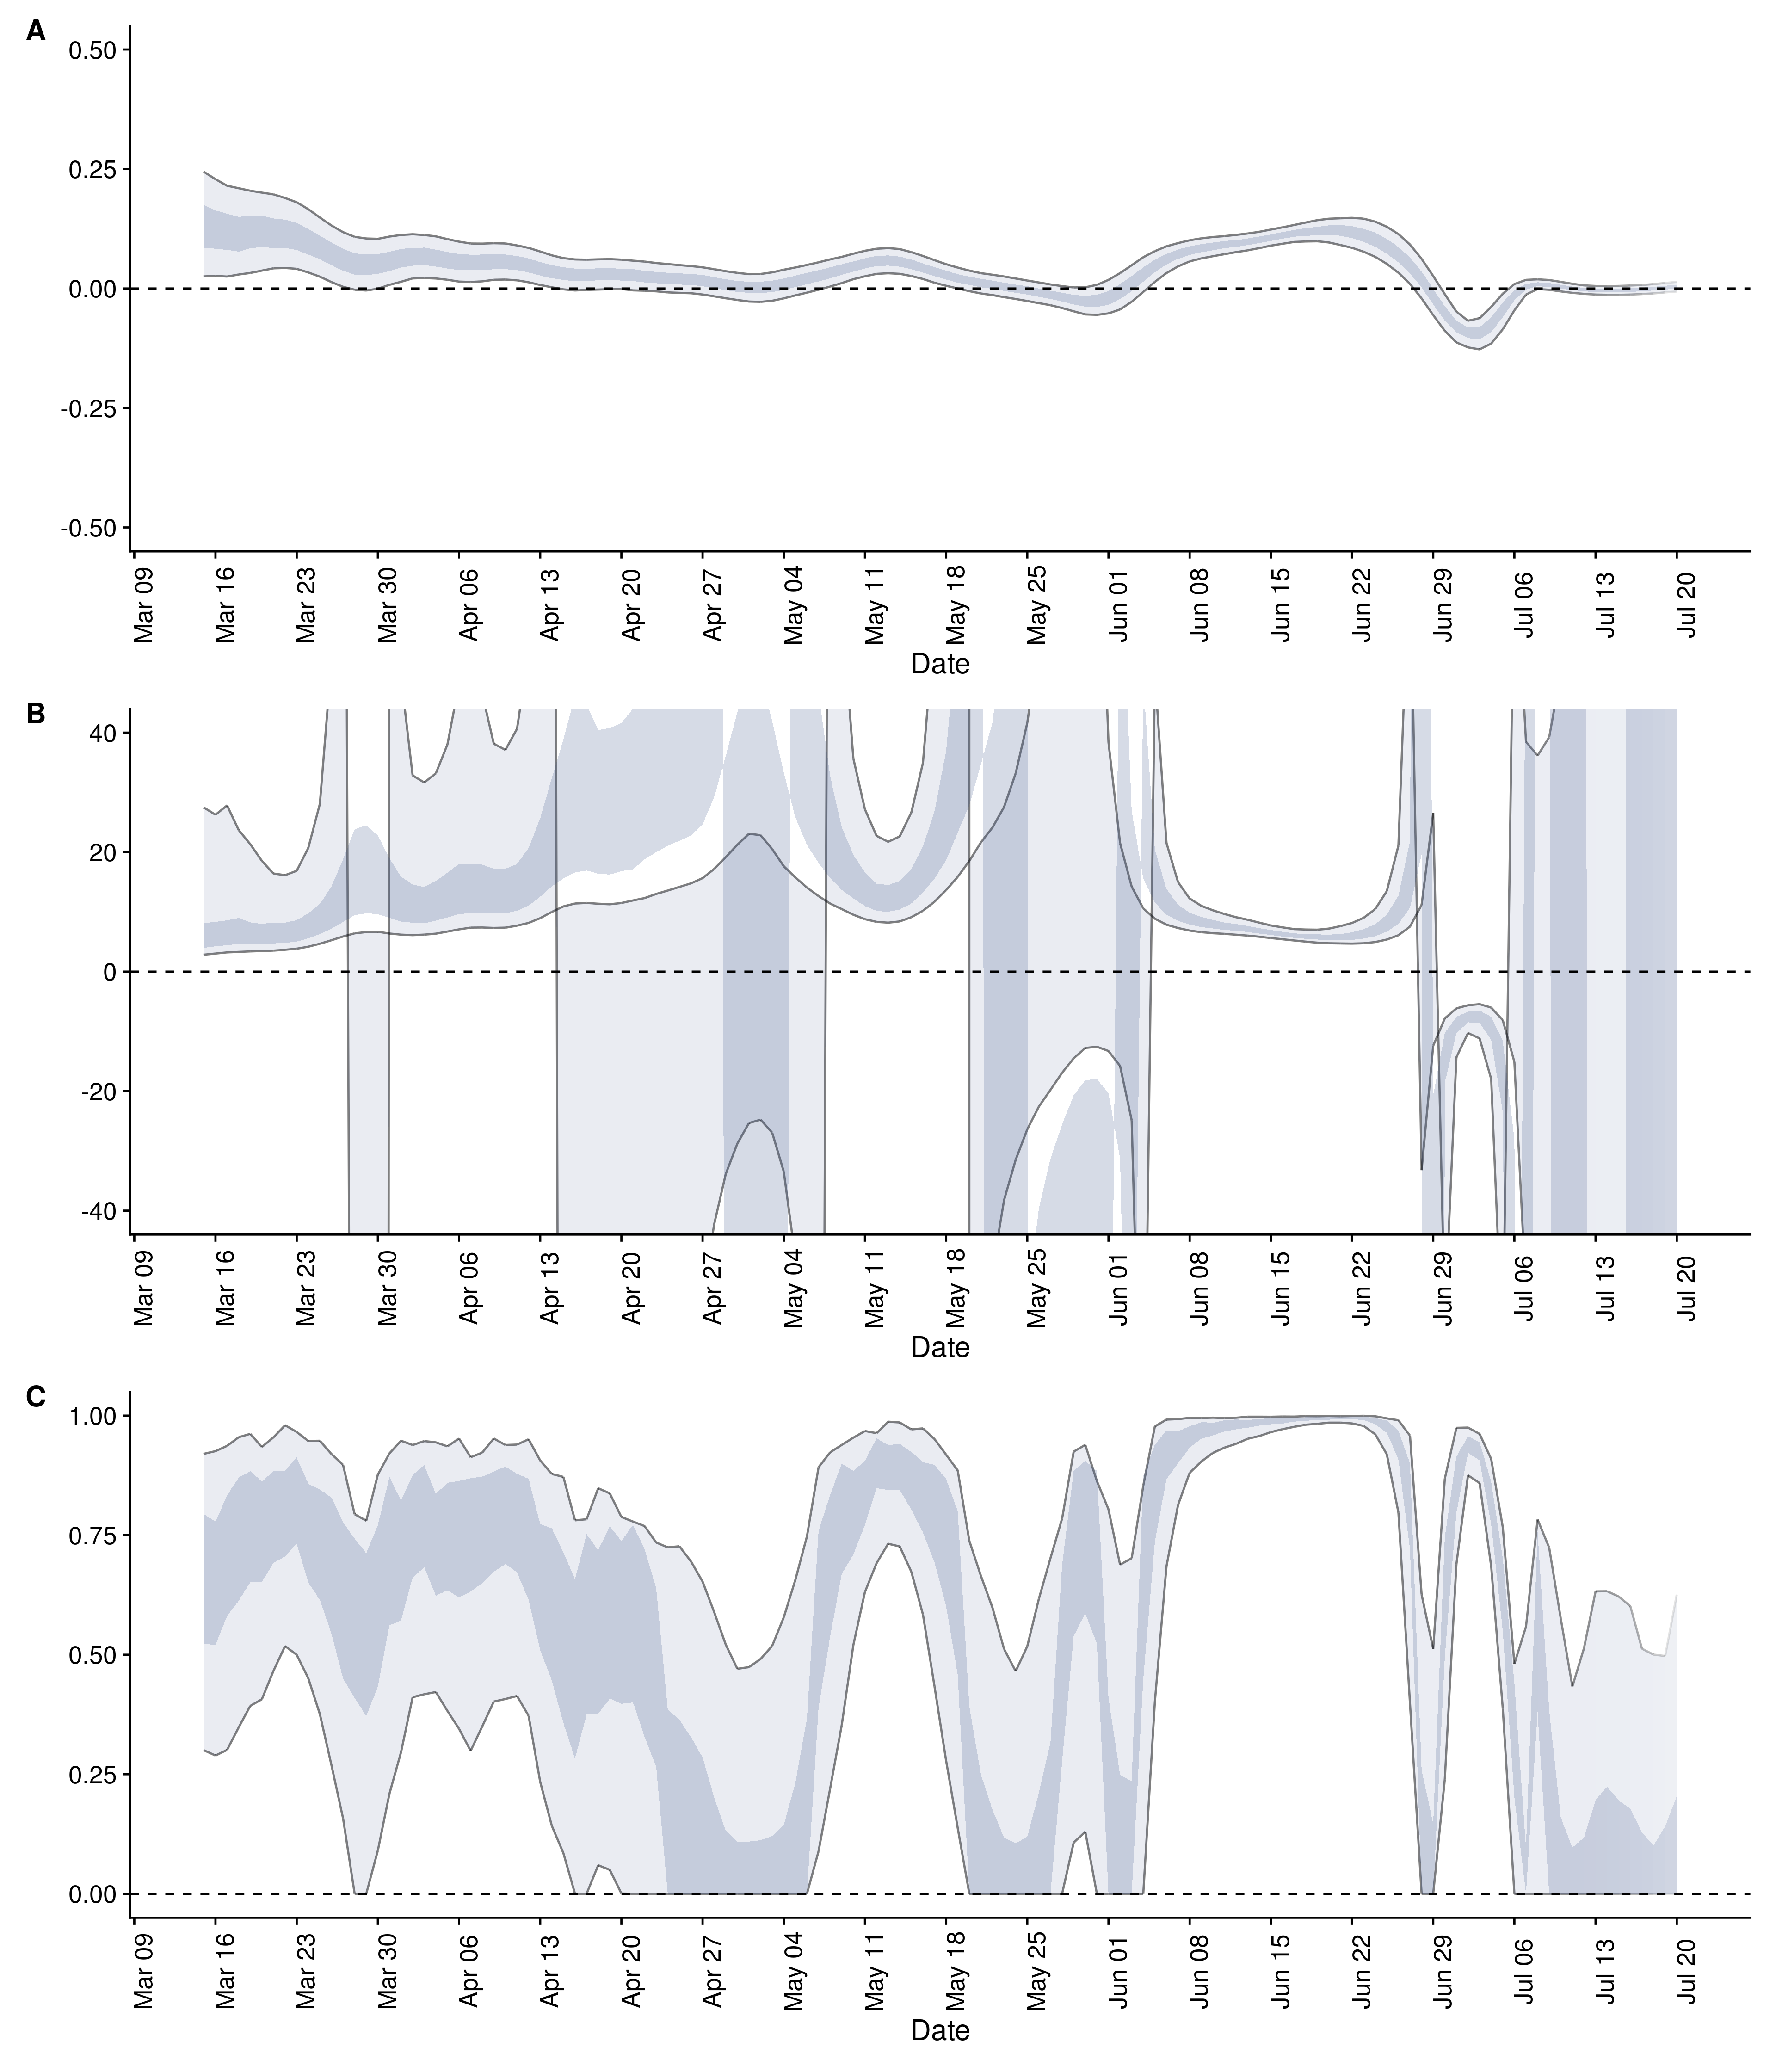 A
0.50
0.25
0.00
-0.25
-0.50
Mar 09
Mar 16
Mar 23
Mar 30
Apr 06
Apr 13
Apr 20
Apr 27
May 04
May 11
May 18
May 25
Jun 01
Jun 08
Jun 15
Jun 22
Jun 29
Jul 06
Jul 13
Jul 20
Date
B
40
20
0
-20
-40
Mar 09
Mar 16
Mar 23
Mar 30
Apr 06
Apr 13
Apr 20
Apr 27
May 04
May 11
May 18
May 25
Jun 01
Jun 08
Jun 15
Jun 22
Jun 29
Jul 06
Jul 13
Jul 20
Date
C
1.00
0.75
0.50
0.25
0.00
Mar 09
Mar 16
Mar 23
Mar 30
Apr 06
Apr 13
Apr 20
Apr 27
May 04
May 11
May 18
May 25
Jun 01
Jun 08
Jun 15
Jun 22
Jun 29
Jul 06
Jul 13
Jul 20
Date